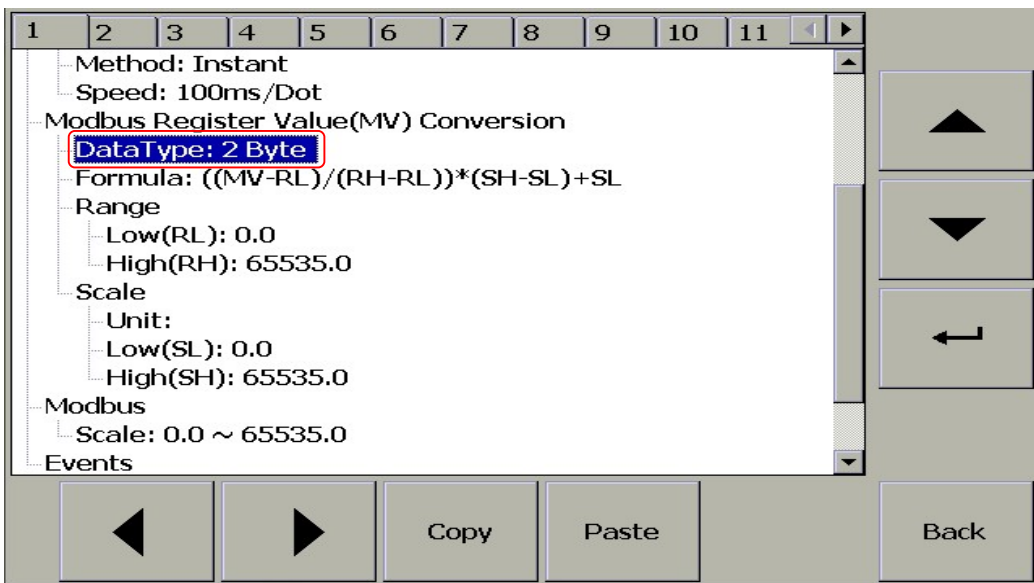 1 2 3 4 5 6 7 8 9 10 11
Method: Instant
Speed: 100ms/Dot
Modbus Register Value(MV) Conversion
DataType: 2 Byte
Formula: ((MV-RL)/(RH-RL))*(SH-SL)+SL
Range
Low(RL): 0.0
High(RH): 65535.0
Scale
Unit:
Low(SL): 0.0
High(SH): 65535.0
Modbus
Scale: 0.0 ~ 65535.0
Events
Copy Paste Back